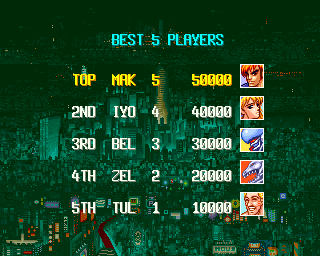 BEST 5 PLAYERS
TOP MAK 5 50000
2ND IYO 4 40000
3RD BEL 3 30000
4TH ZEL 2 20000
5TH TUL 1 10000